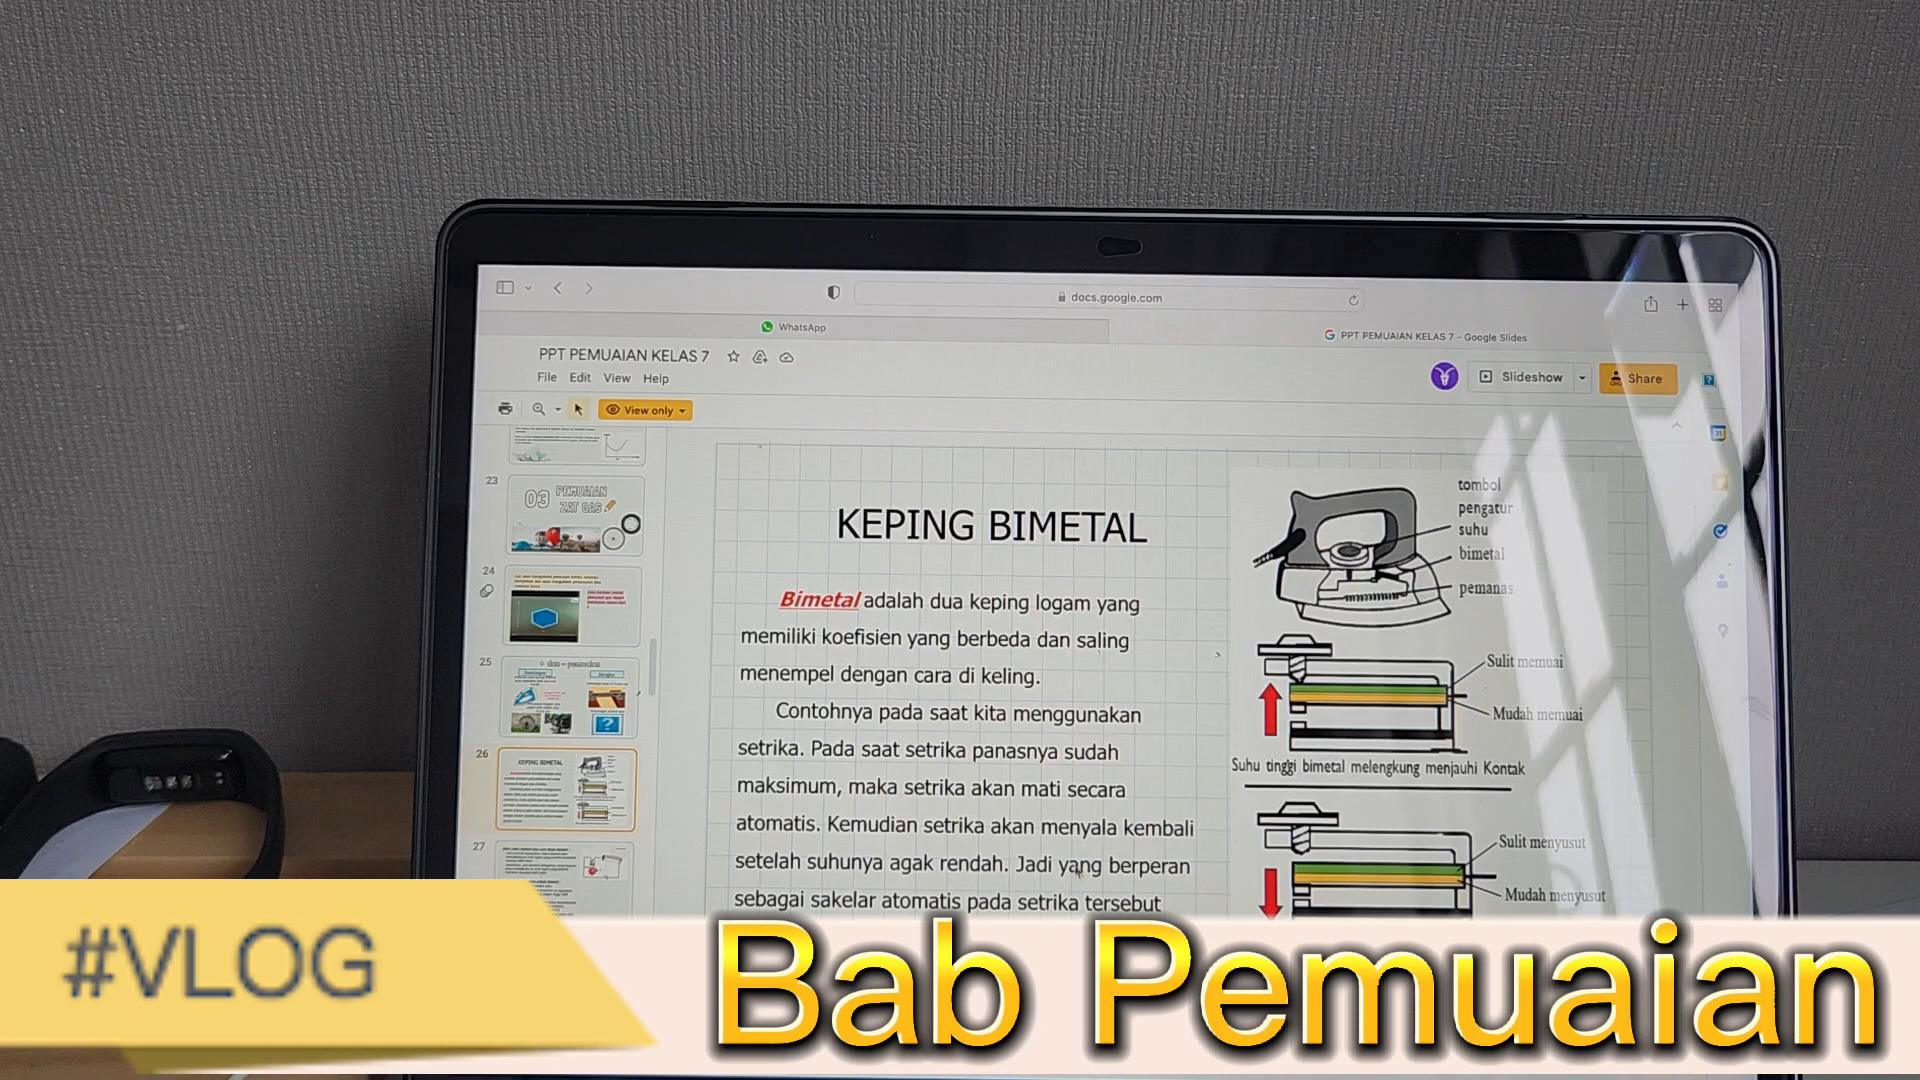 docs.google.com
WhatsApp
PPT PEMUAIAN KELAS 7 – Google Slides
PPT PEMUAIAN KELAS 7
File Edit View Help
Slideshow
Share
View only
23
03 PEMUAIAN
ZAT GAS
24
25
26
KEPING BIMETAL
27
KEPING BIMETAL
Bimetal adalah dua keping logam yang
memiliki koefisien yang berbeda dan saling
menempel dengan cara di keling.
Contohnya pada saat kita menggunakan
setrika. Pada saat setrika panasnya sudah
maksimum, maka setrika akan mati secara
atomatis. Kemudian setrika akan menyala kembali
setelah suhunya agak rendah. Jadi yang berperan
sebagai sakelar atomatis pada setrika tersebut
tombol
pengatur
suhu
bimetal
pemanas
Sulit memuai
Mudah memuai
Suhu tinggi bimetal melengkung menjauhi Kontak
Sulit menyusut
Mudah menyusut
#VLOG
Bab Pemuaian